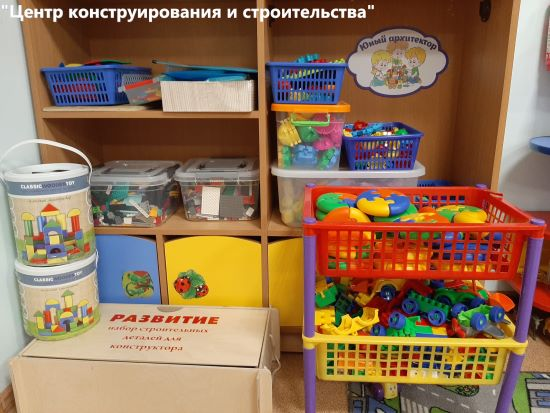 "Центр конструирования и строительства"
Юный архитектор
CLASSIC WOODEN TOY
CLASSIC WOODEN TOY
РАЗВИТИЕ
набор строительных
деталей для
конструктора